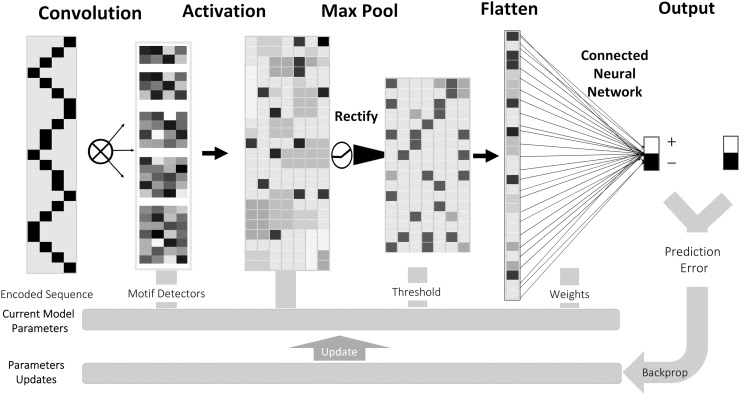 Convolution
Activation
Max Pool
Flatten
Output
Connected
Neural
Network
Rectify
+
−
Prediction
Error
Encoded Sequence
Motif Detectors
Threshold
Weights
Current Model
Parameters
Update
Parameters
Updates
Backprop